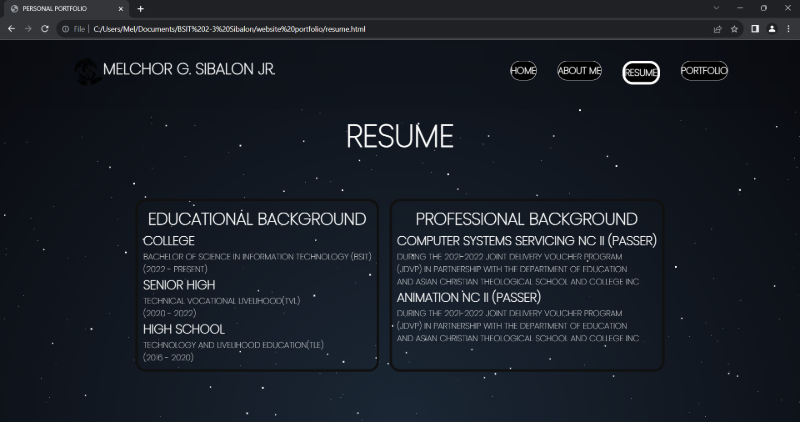 PERSONAL PORTFOLIO
File | C:/Users/Mel/Documents/BSIT%202-3%20Sibalon/website%20portfolio/resume.html
MELCHOR G. SIBALON JR.
HOME
ABOUT ME
RESUME
PORTFOLIO
RESUME
EDUCATIONAL BACKGROUND
COLLEGE
BACHELOR OF SCIENCE IN INFORMATION TECHNOLOGY (BSIT)
(2022 - PRESENT)
SENIOR HIGH
TECHNICAL VOCATIONAL LIVELIHOOD(TVL)
(2020 - 2022)
HIGH SCHOOL
TECHNOLOGY AND LIVELIHOOD EDUCATION(TLE)
(2016 - 2020)
PROFESSIONAL BACKGROUND
COMPUTER SYSTEMS SERVICING NC II (PASSER)
DURING THE 2021-2022 JOINT DELIVERY VOUCHER PROGRAM
(JDVP) IN PARTNERSHIP WITH THE DEPARTMENT OF EDUCATION
AND ASIAN CHRISTIAN THEOLOGICAL SCHOOL AND COLLEGE INC
ANIMATION NC II (PASSER)
DURING THE 2021-2022 JOINT DELIVERY VOUCHER PROGRAM
(JDVP) IN PARTNERSHIP WITH THE DEPARTMENT OF EDUCATION
AND ASIAN CHRISTIAN THEOLOGICAL SCHOOL AND COLLEGE INC